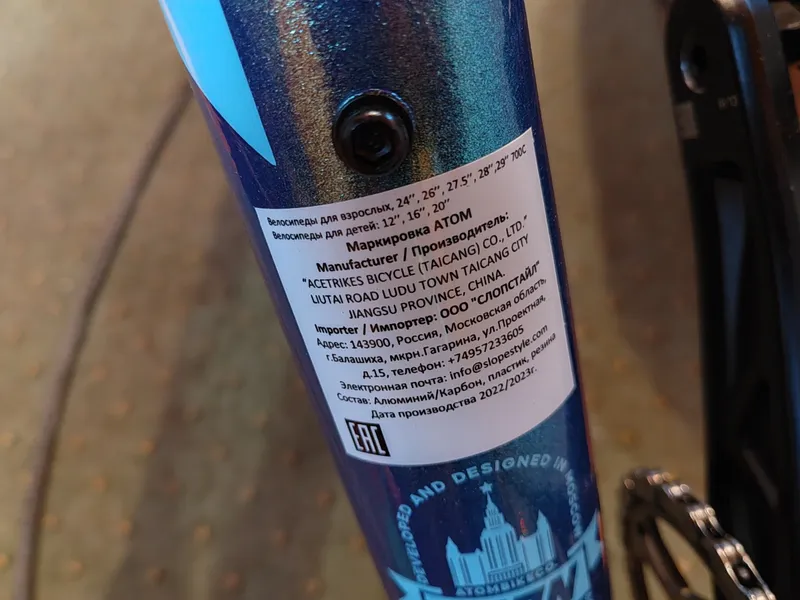 Велосипеды для взрослых, 24'', 26'', 27.5'', 28'',29'' 700C
Велосипеды для детей: 12'', 16'', 20''
Маркировка АТОМ
Manufacturer / Производитель:
"ACETRIKES BICYCLE (TAICANG) CO., LTD."
LIUTAI ROAD LUDU TOWN TAICANG CITY
JIANGSU PROVINCE, CHINA.
Importer / Импортер: ООО "СЛОПСТАЙЛ"
Адрес: 143900, Россия, Московская область,
г.Балашиха, мкрн.Гагарина, ул.Проектная,
д.15, телефон: +74957233605
Электронная почта: info@slopestyle.com
Состав: Алюминий/Карбон, пластик, резина
Дата производства 2022/2023г.
EAC
DEVELOPED AND DESIGNED IN MOSCOW
ATOMBIKECO